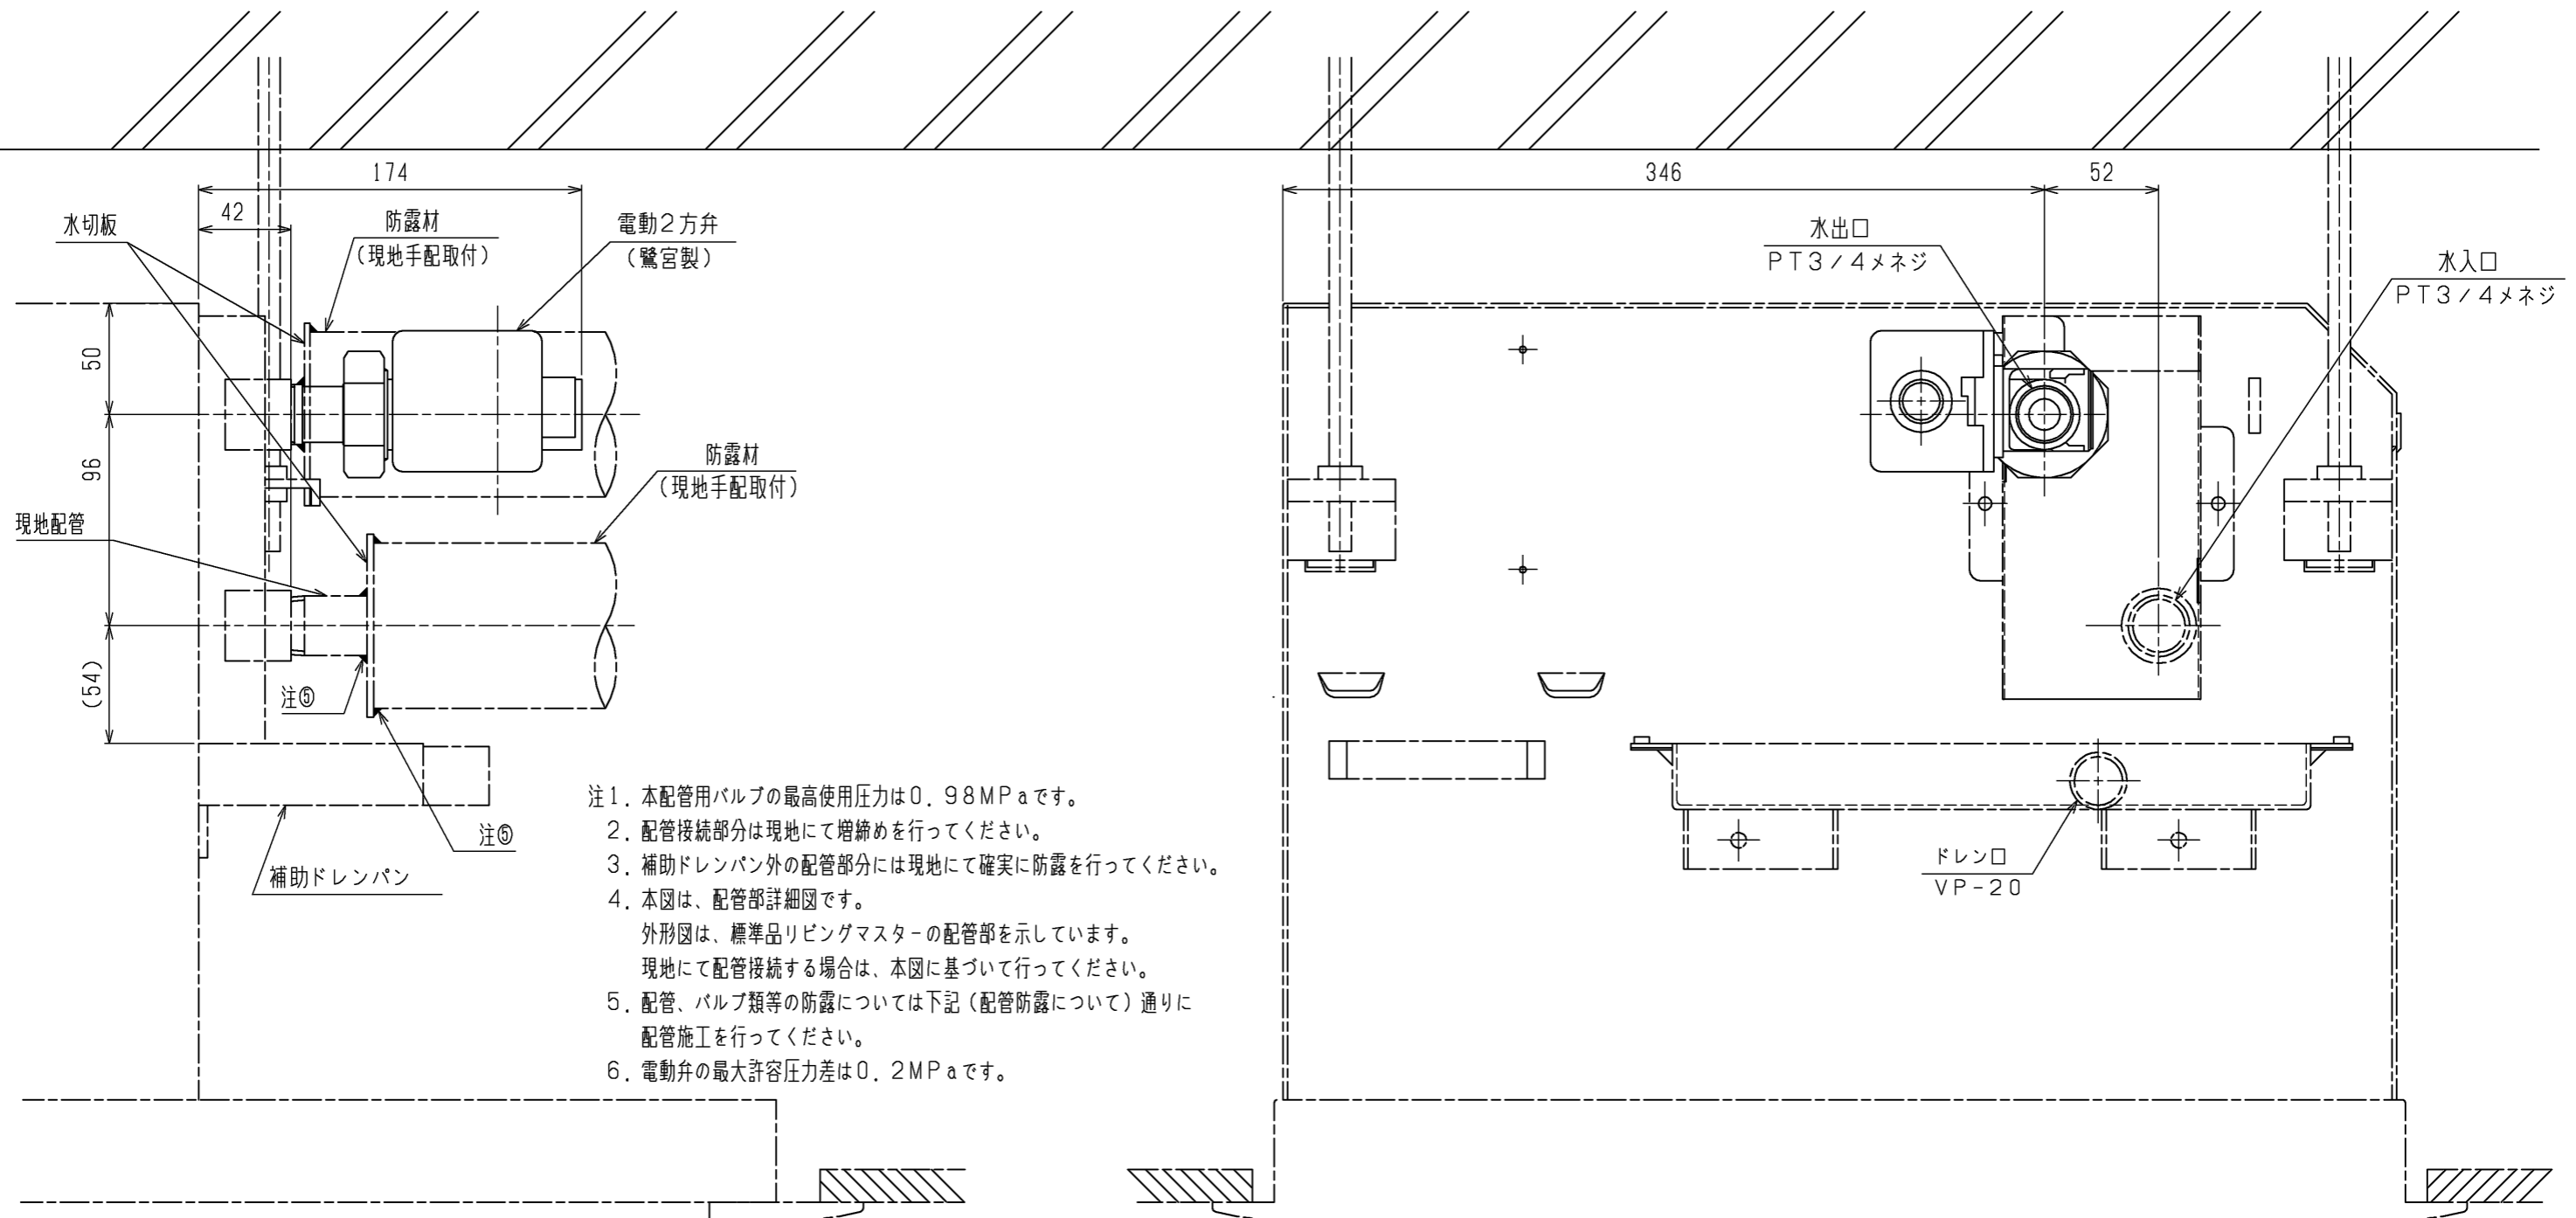 174
346
52
42
水切板
防露材
(現地手配取付)
電動2方弁
(鷺宮製)
水出口
PT3/4メネジ
水入口
PT3/4メネジ
50
96
(54)
防露材
(現地手配取付)
現地配管
注⑤
注⑤
補助ドレンパン
ドレン口
VP-20
注1. 本配管用バルブの最高使用圧力は0.98MPaです。
2. 配管接続部分は現地にて増締めを行ってください。
3. 補助ドレンパン外の配管部分には現地にて確実に防露を行ってください。
4. 本図は、配管部詳細図です。
外形図は、標準品リビングマスターの配管部を示しています。
現地にて配管接続する場合は、本図に基づいて行ってください。
5. 配管、バルブ類等の防露については下記(配管防露について)通りに
配管施工を行ってください。
6. 電動弁の最大許容圧力差は0.2MPaです。